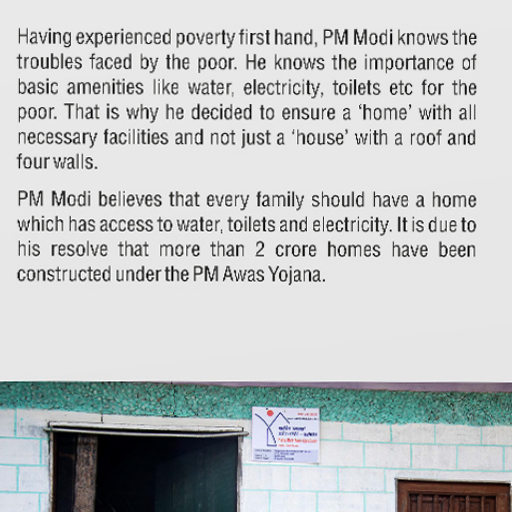 Having experienced poverty first hand, PM Modi knows the
troubles faced by the poor. He knows the importance of
basic amenities like water, electricity, toilets etc for the
poor. That is why he decided to ensure a ‘home’ with all
necessary facilities and not just a ‘house’ with a roof and
four walls.
PM Modi believes that every family should have a home
which has access to water, toilets and electricity. It is due to
his resolve that more than 2 crore homes have been
constructed under the PM Awas Yojana.